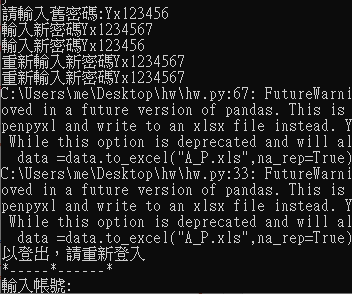 請輸入舊密碼:Yx123456
輸入新密碼Yx1234567
輸入新密碼Yx123456
重新輸入新密碼Yx1234567
重新輸入新密碼Yx1234567
C:\Users\me\Desktop\hw\hw.py:67: FutureWarni
oved in a future version of pandas. This is
penpyxl and write to an xlsx file instead. Y
While this option is deprecated and will al
data =data.to_excel("A_P.xls",na_rep=True)
C:\Users\me\Desktop\hw\hw.py:33: FutureWarni
oved in a future version of pandas. This is
penpyxl and write to an xlsx file instead. Y
While this option is deprecated and will al
data =data.to_excel("A_P.xls",na_rep=True)
以登出，請重新登入
*-----*------*
輸入帳號: